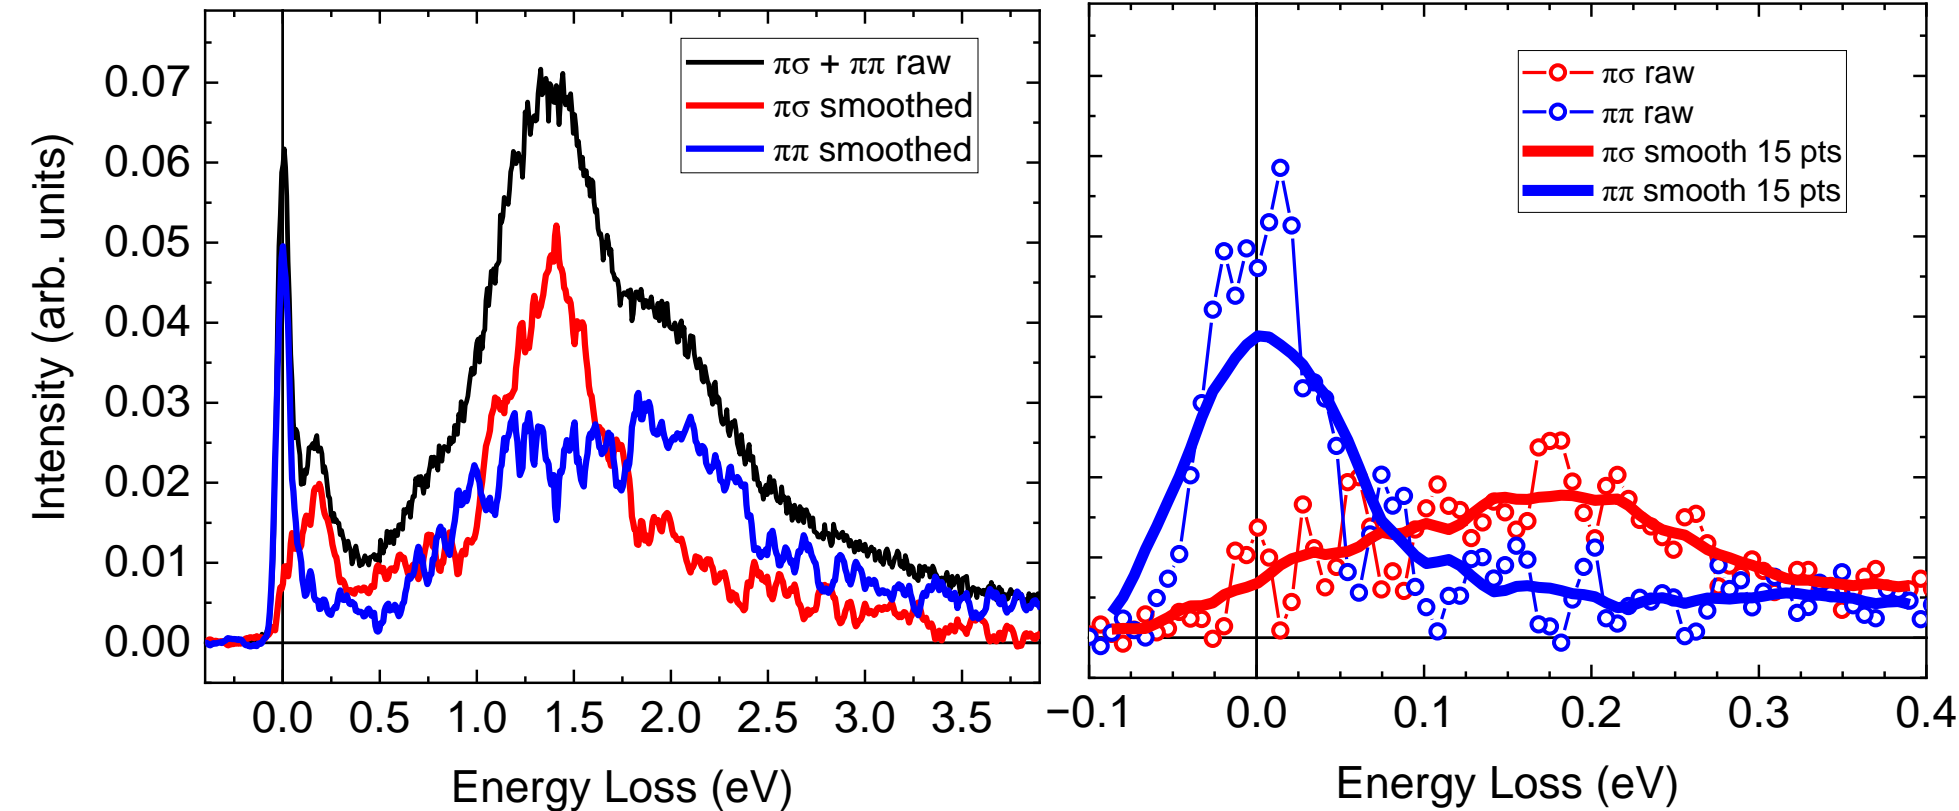 πσ + ππ raw
πσ smoothed
ππ smoothed
0.07
0.06
0.05
0.04
0.03
0.02
0.01
0.00
Intensity (arb. units)
0.0 0.5 1.0 1.5 2.0 2.5 3.0 3.5
Energy Loss (eV)
πσ raw
ππ raw
πσ smooth 15 pts
ππ smooth 15 pts
−0.1 0.0 0.1 0.2 0.3 0.4
Energy Loss (eV)